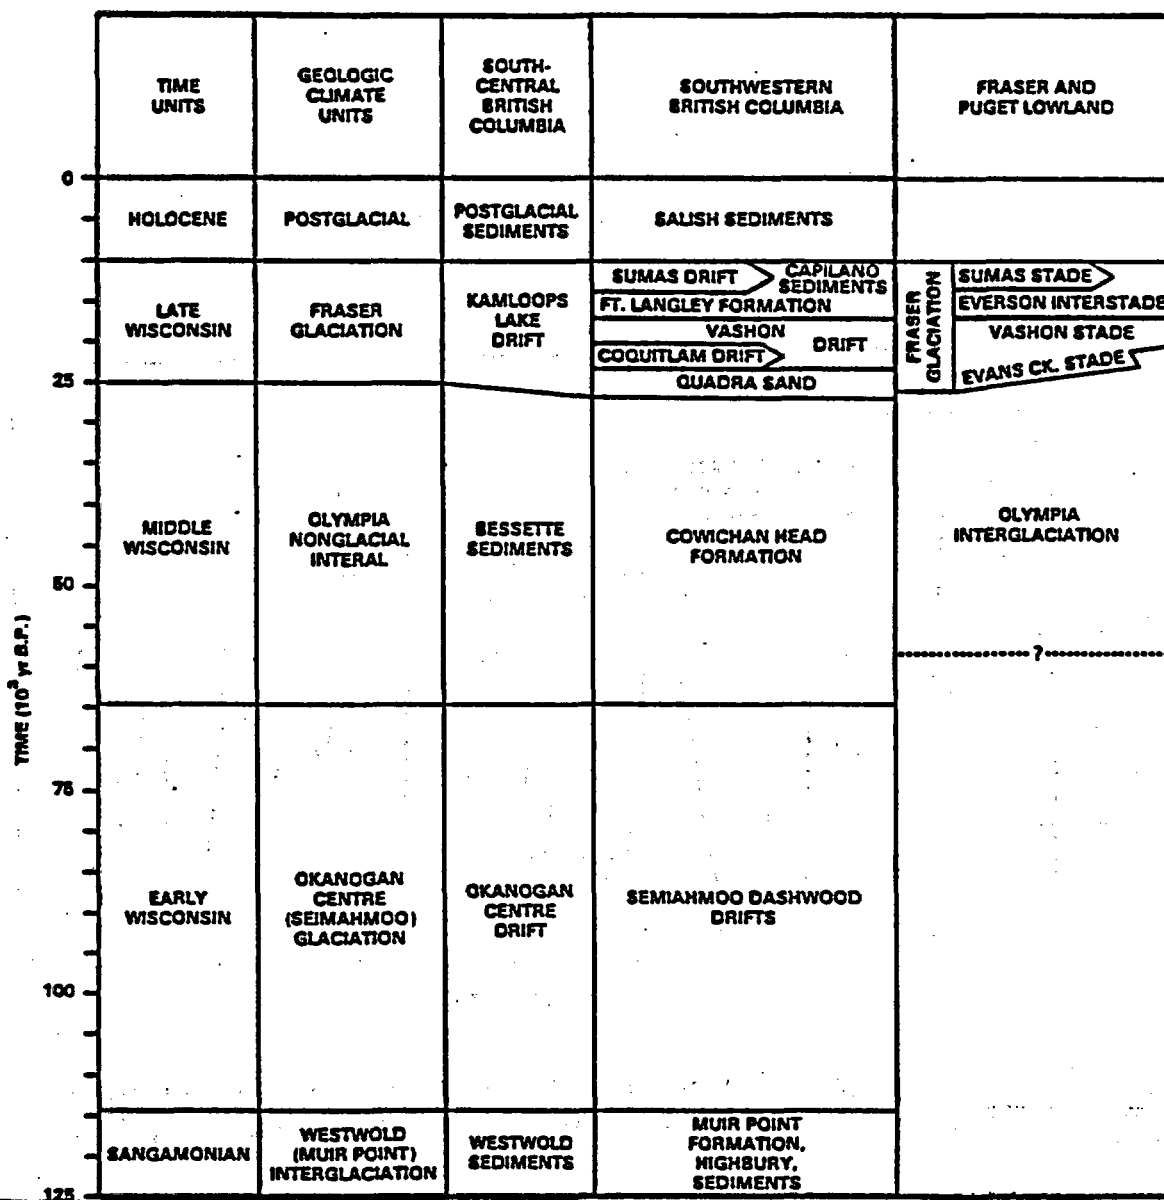 TIME
UNITS
GEOLOGIC
CLIMATE
UNITS
SOUTH-
CENTRAL
BRITISH
COLUMBIA
SOUTHWESTERN
BRITISH COLUMBIA
FRASER AND
PUGET LOWLAND
0
HOLOCENE
POSTGLACIAL
POSTGLACIAL
SEDIMENTS
SALISH SEDIMENTS
LATE
WISCONSIN
FRASER
GLACIATION
KAMLOOPS
LAKE
DRIFT
SUMAS DRIFT
CAPILANO
SEDIMENTS
FT. LANGLEY FORMATION
VASHON
DRIFT
COQUITLAM DRIFT
QUADRA SAND
FRASER
GLACIATION
SUMAS STADE
EVERSON INTERSTADE
VASHON STADE
EVANS CK. STADE
25
MIDDLE
WISCONSIN
OLYMPIA
NONGLACIAL
INTERAL
BESSETTE
SEDIMENTS
COWICHAN HEAD
FORMATION
OLYMPIA
INTERGLACIATION
50
?
TIME (10³ yr B.P.)
75
EARLY
WISCONSIN
OKANOGAN
CENTRE
(SEIMAHMOO)
GLACIATION
OKANOGAN
CENTRE
DRIFT
SEMIAHMOO DASHWOOD
DRIFTS
100
SANGAMONIAN
WESTWOLD
(MUIR POINT)
INTERGLACIATION
WESTWOLD
SEDIMENTS
MUIR POINT
FORMATION,
HIGHBURY,
SEDIMENTS
125